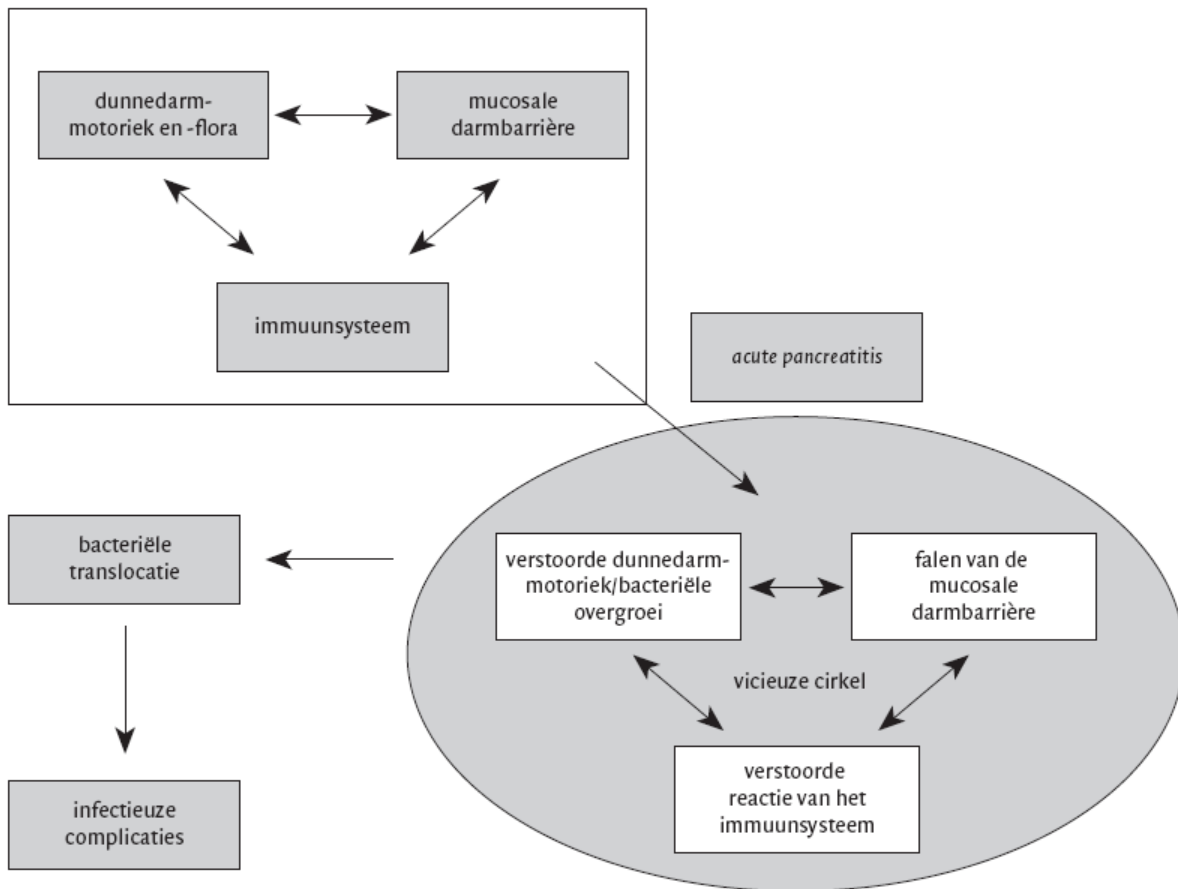 dunnedarm-
motoriek en -flora
mucosale
darmbarrière
immuunsysteem
acute pancreatitis
bacteriële
translocatie
verstoorde dunnedarm-
motoriek/bacteriële
overgroei
falen van de
mucosale
darmbarrière
vicieuze cirkel
verstoorde
reactie van het
immuunsysteem
infectieuze
complicaties